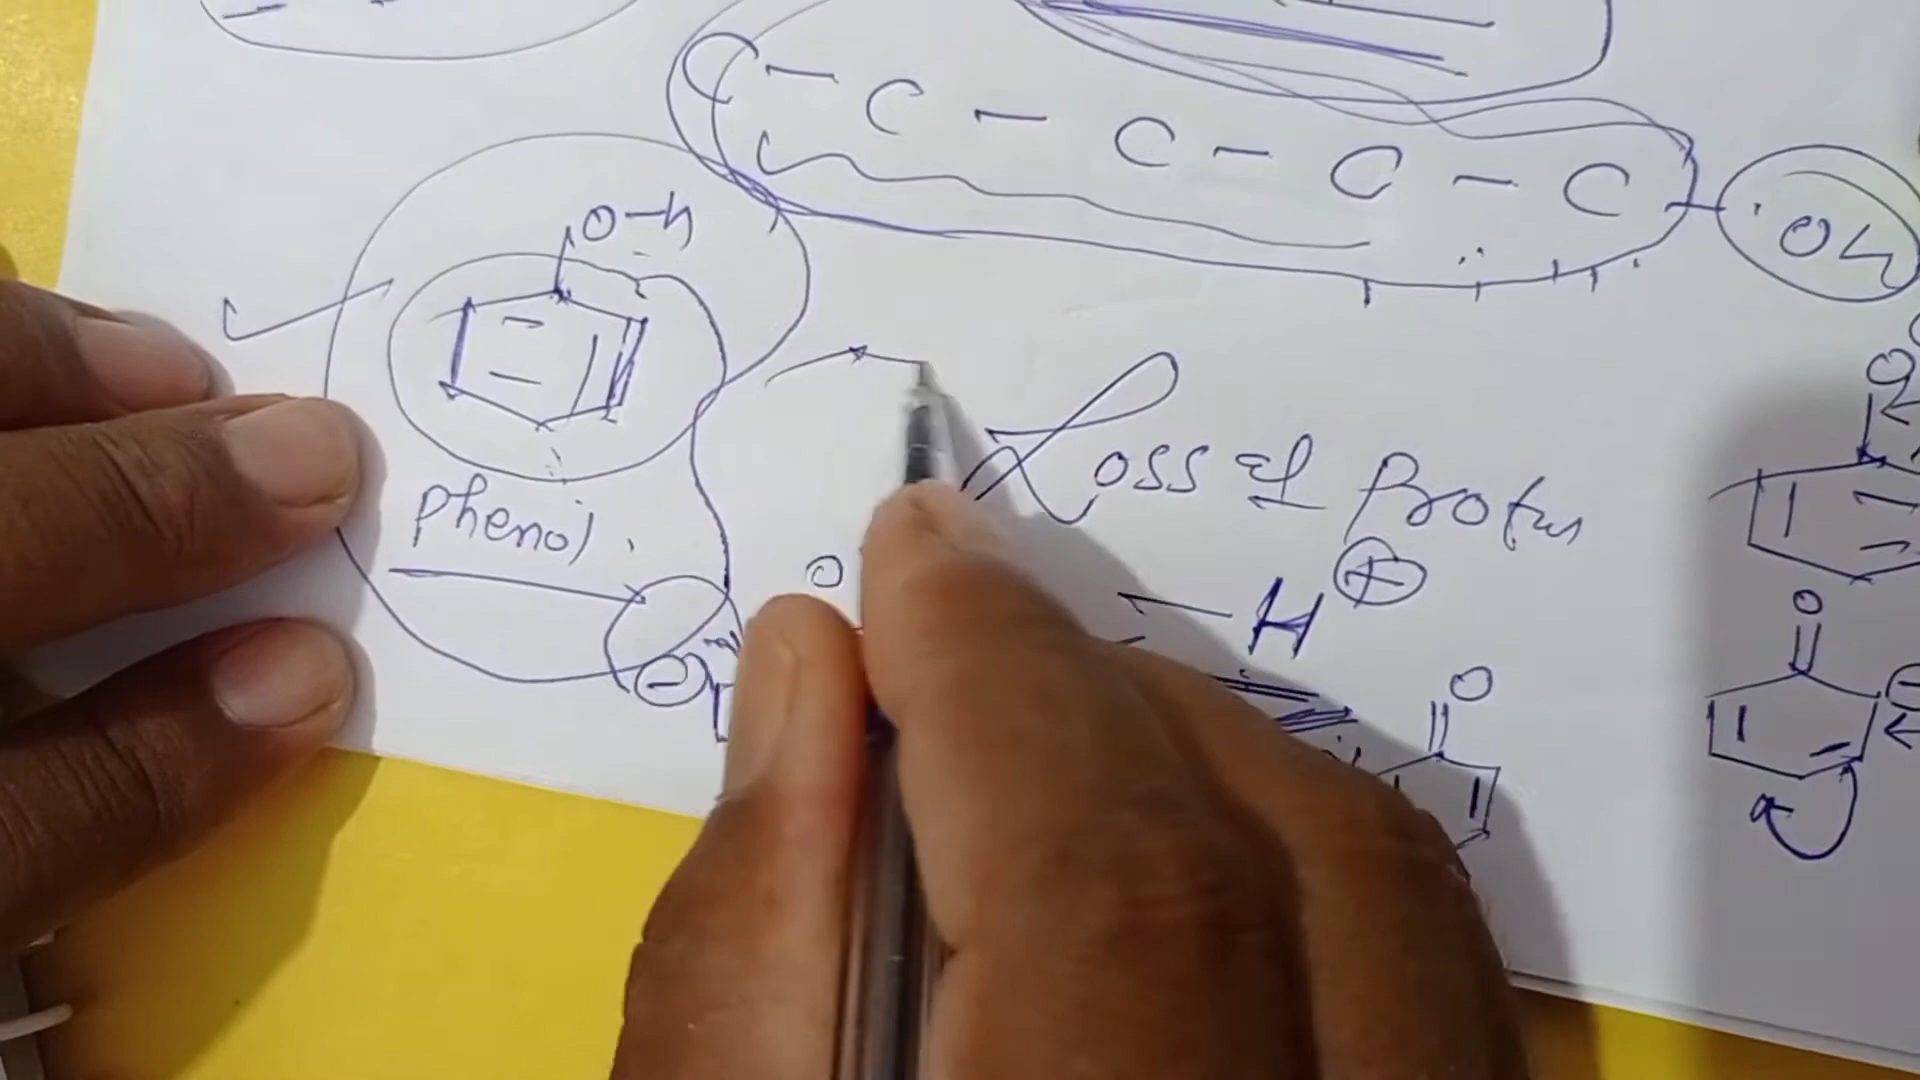 C - C - C - C - C - OH
O-H
phenol.
Loss of Proton
-H⊕
O
O
O
O
⊖
⊖